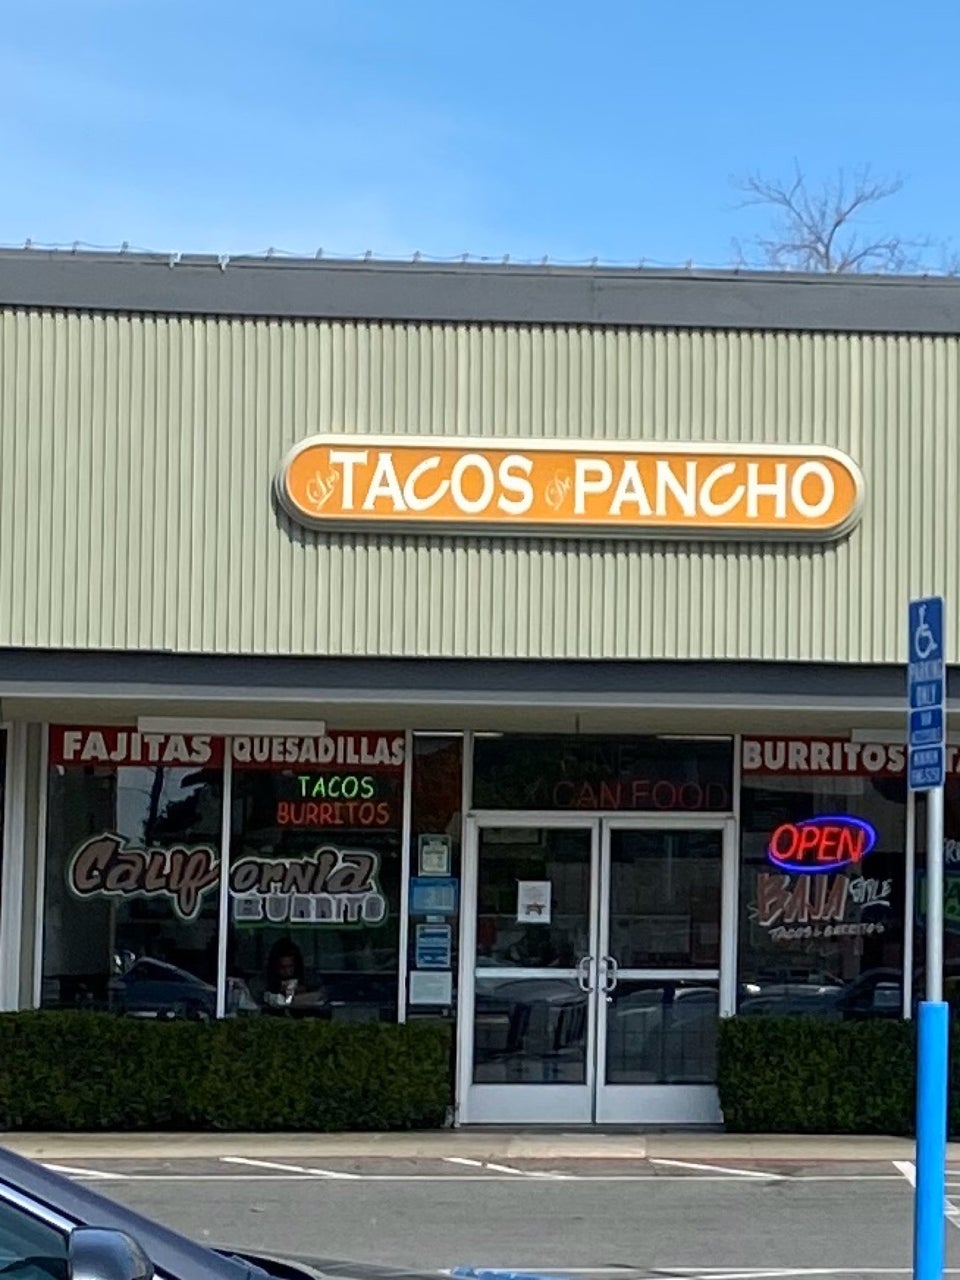 Los TACOS De PANCHO
PARKING
ONLY
FAJITAS
QUESADILLAS
BURRITOS
TACOS
BURRITOS
CAN FOOD
OPEN
California
BURRITO
BAJA STYLE
TACOS & BURRITOS
MINIMUM